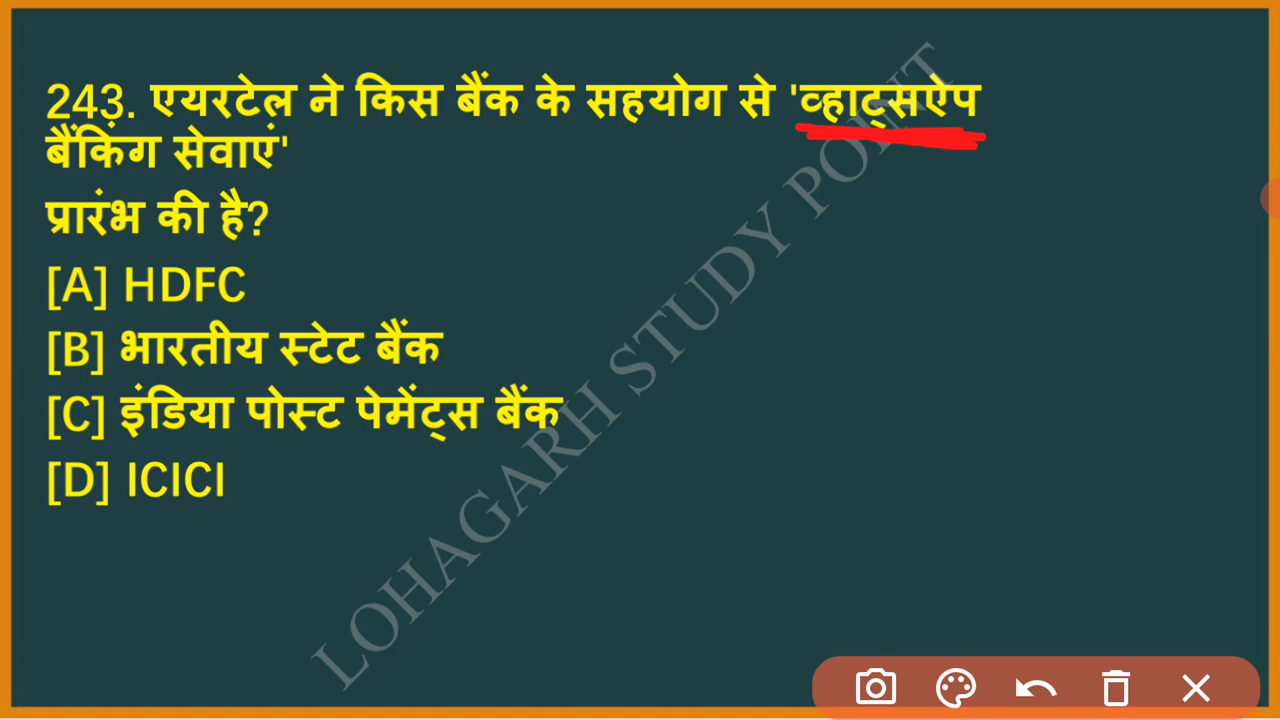 243. एयरटेल ने किस बैंक के सहयोग से 'व्हाट्सऐप
बैंकिंग सेवाएं'
प्रारंभ की है?
[A] HDFC
[B] भारतीय स्टेट बैंक
[C] इंडिया पोस्ट पेमेंट्स बैंक
[D] ICICI
LOHAGARH STUDY POINT